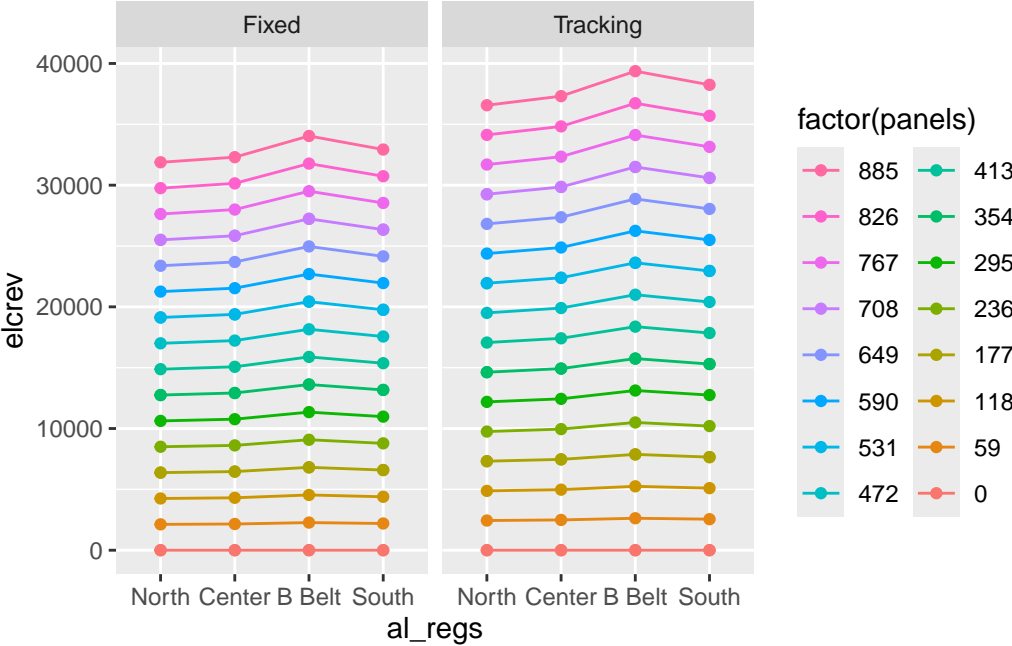 Fixed Tracking
40000
30000
20000
10000
0
elcrev
North Center B Belt South North Center B Belt South
al_regs
factor(panels)
885 413
826 354
767 295
708 236
649 177
590 118
531 59
472 0